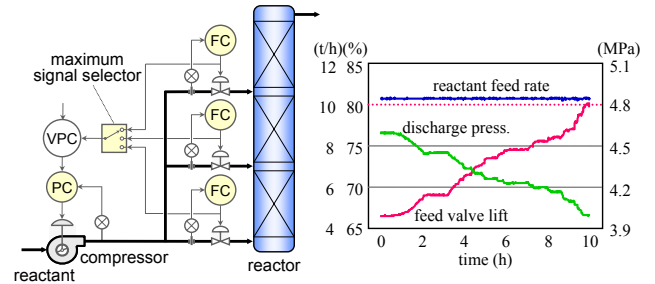 FC
maximum
signal selector
FC
VPC
PC
FC
compressor
reactant
reactor
(t/h)(%)
(MPa)
12 85
5.1
reactant feed rate
10 80
4.8
discharge press.
8 75
4.5
6 70
4.2
feed valve lift
4 65
3.9
0 2 4 6 8 10
time (h)